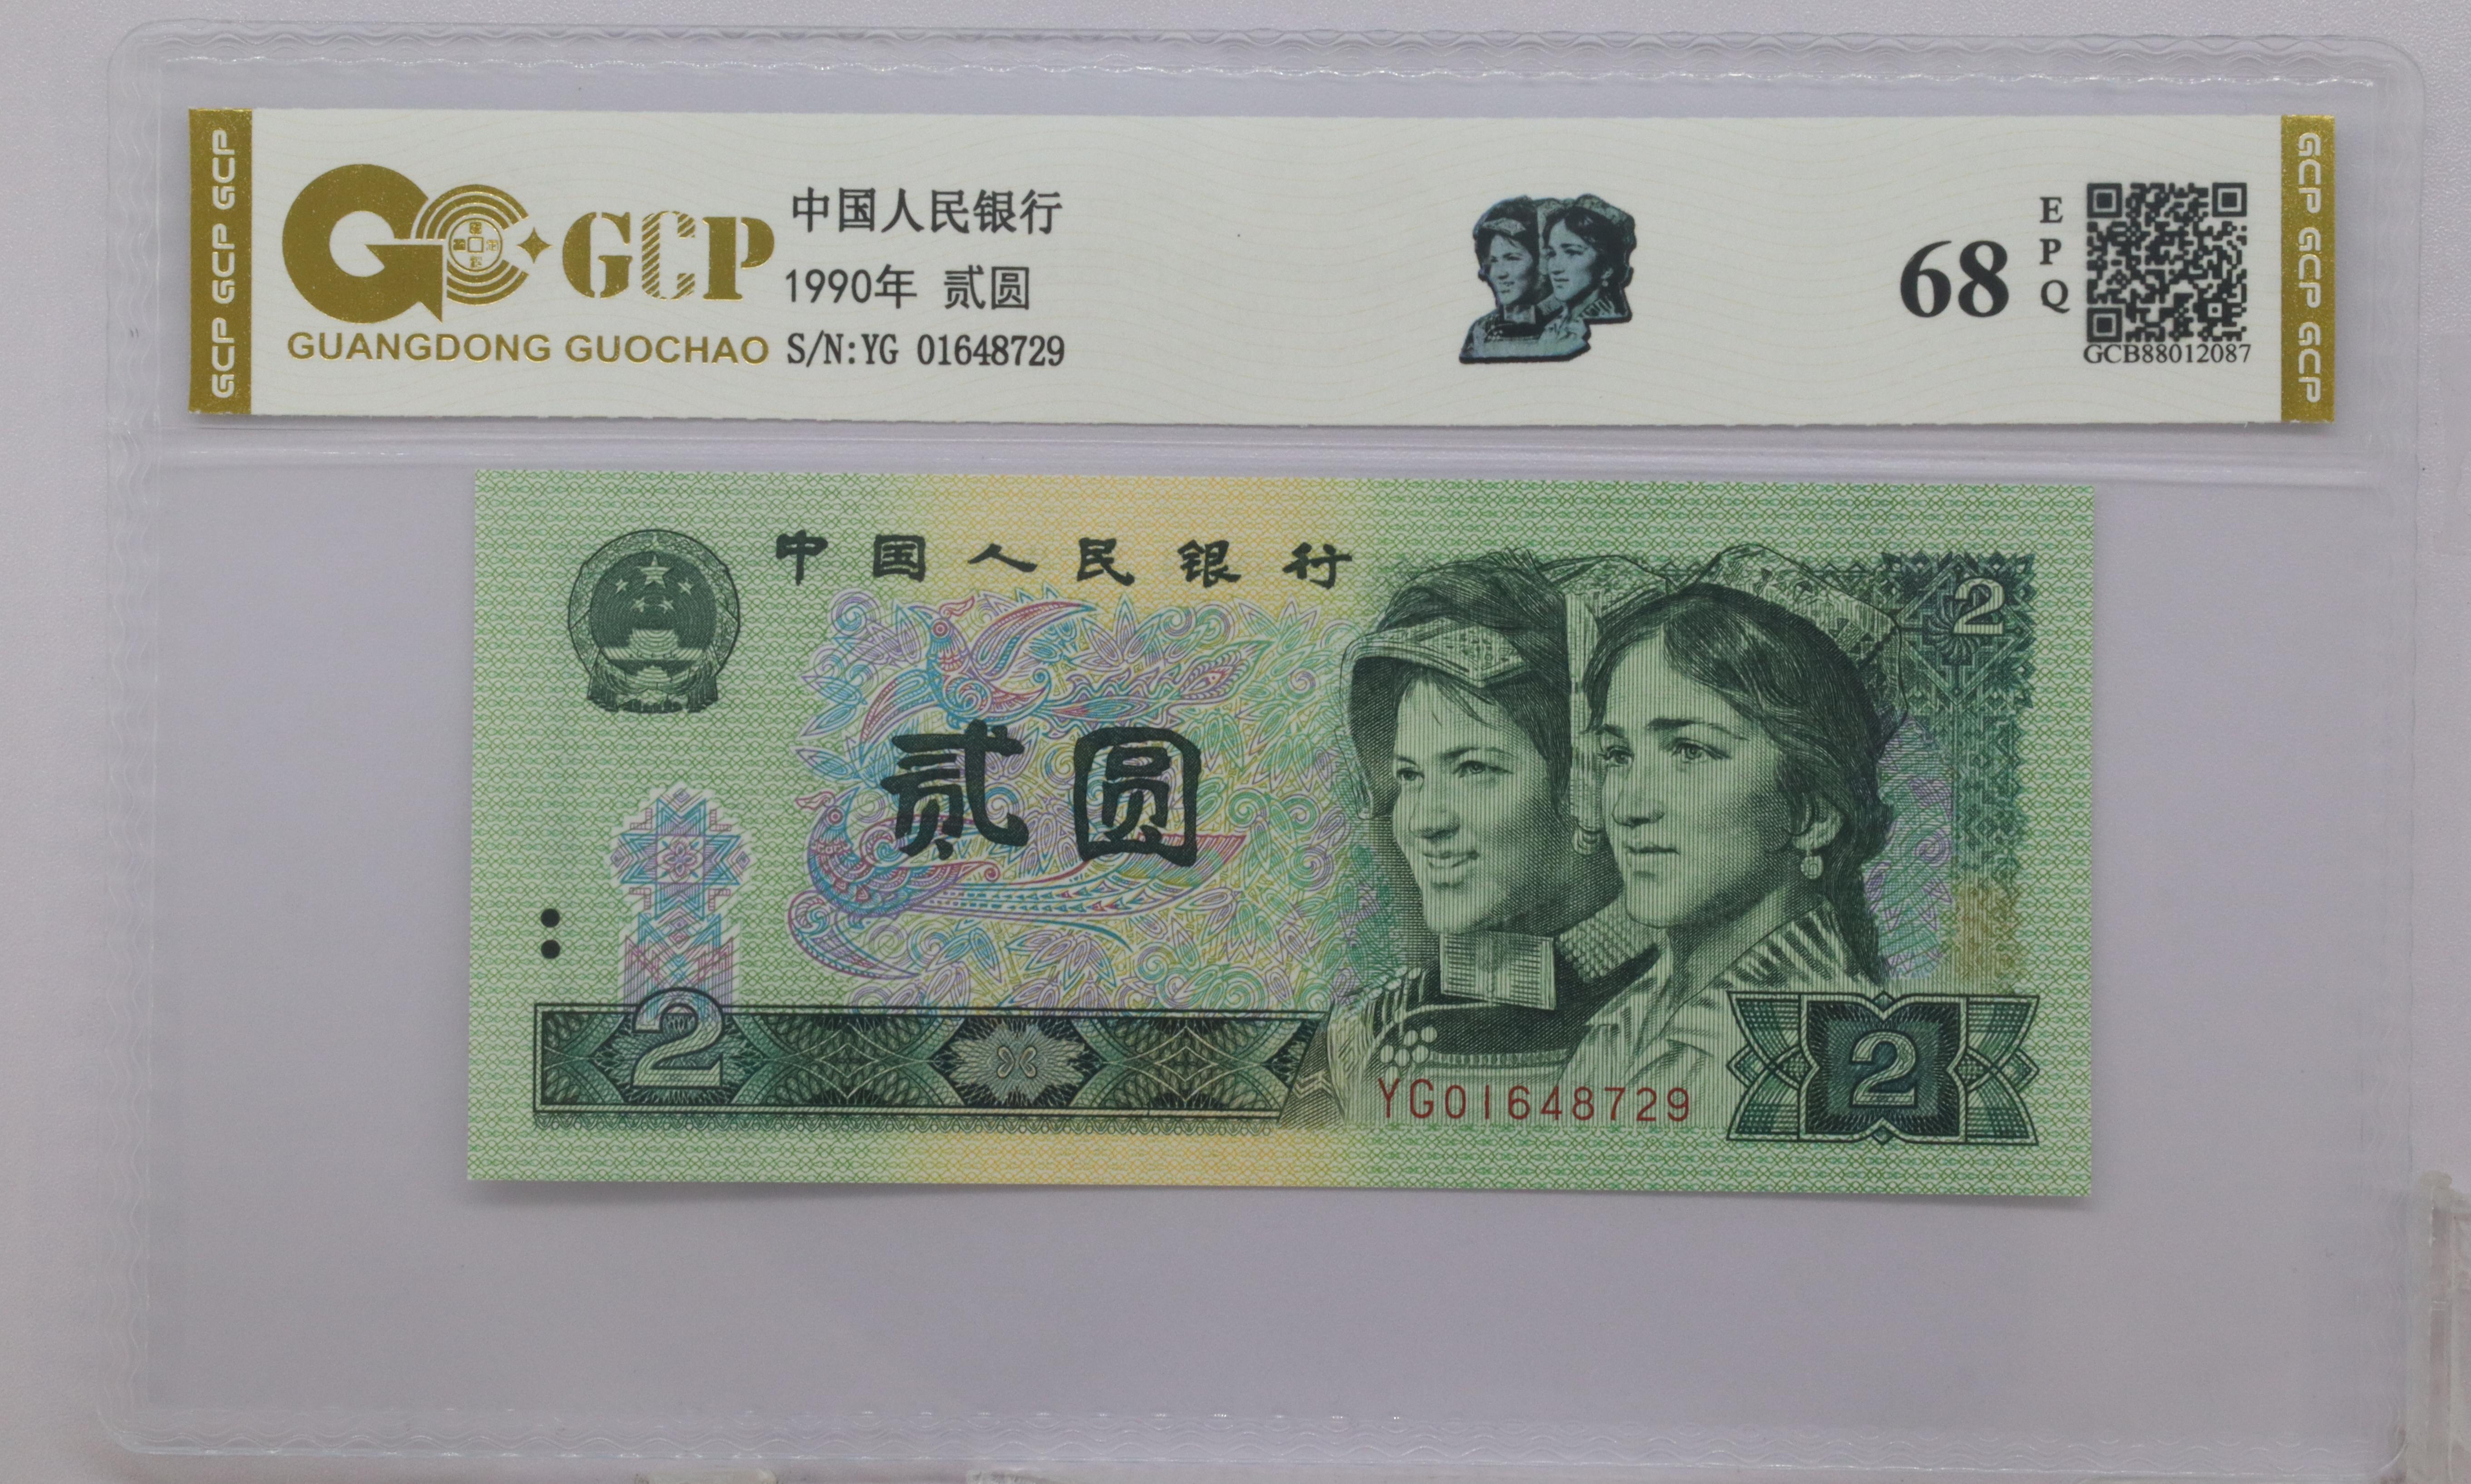 GCP GCP GCP
GCP
GUANGDONG GUOCHAO
中国人民银行
1990年 贰圆
S/N:YG 01648729
68
EPQ
GCB88012087
GCP GCP GCP
中国人民银行
2
贰圆
2
YG01648729
2